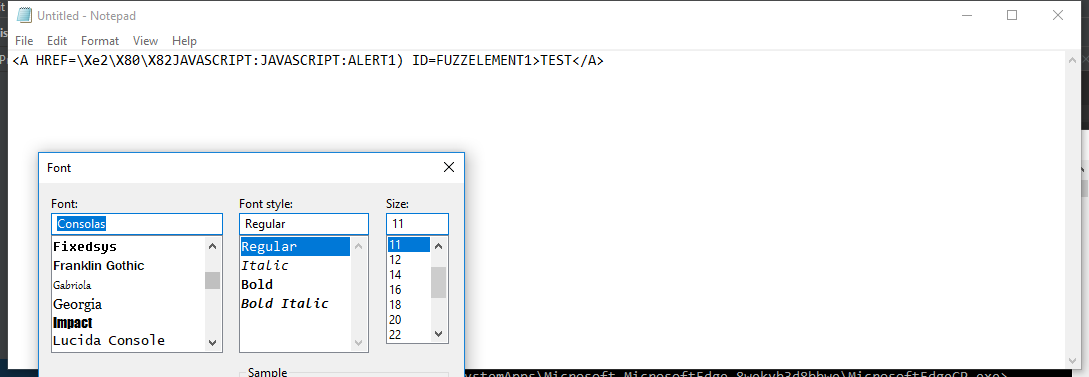 Untitled - Notepad
File Edit Format View Help
<A HREF=\Xe2\X80\X82JAVASCRIPT:JAVASCRIPT:ALERT1) ID=FUZZELEMENT1>TEST</A>
Font
Font: Font style: Size:
Consolas Regular 11
Fixedsys Regular 11
Franklin Gothic Italic 12
Gabriola Bold 14
Georgia Bold Italic 16
Impact 18
Lucida Console 20
22
Sample
ystemApps\Microsoft.MicrosoftEdge_8wekyb3d8bbwe\MicrosoftEdgeCP.exe>